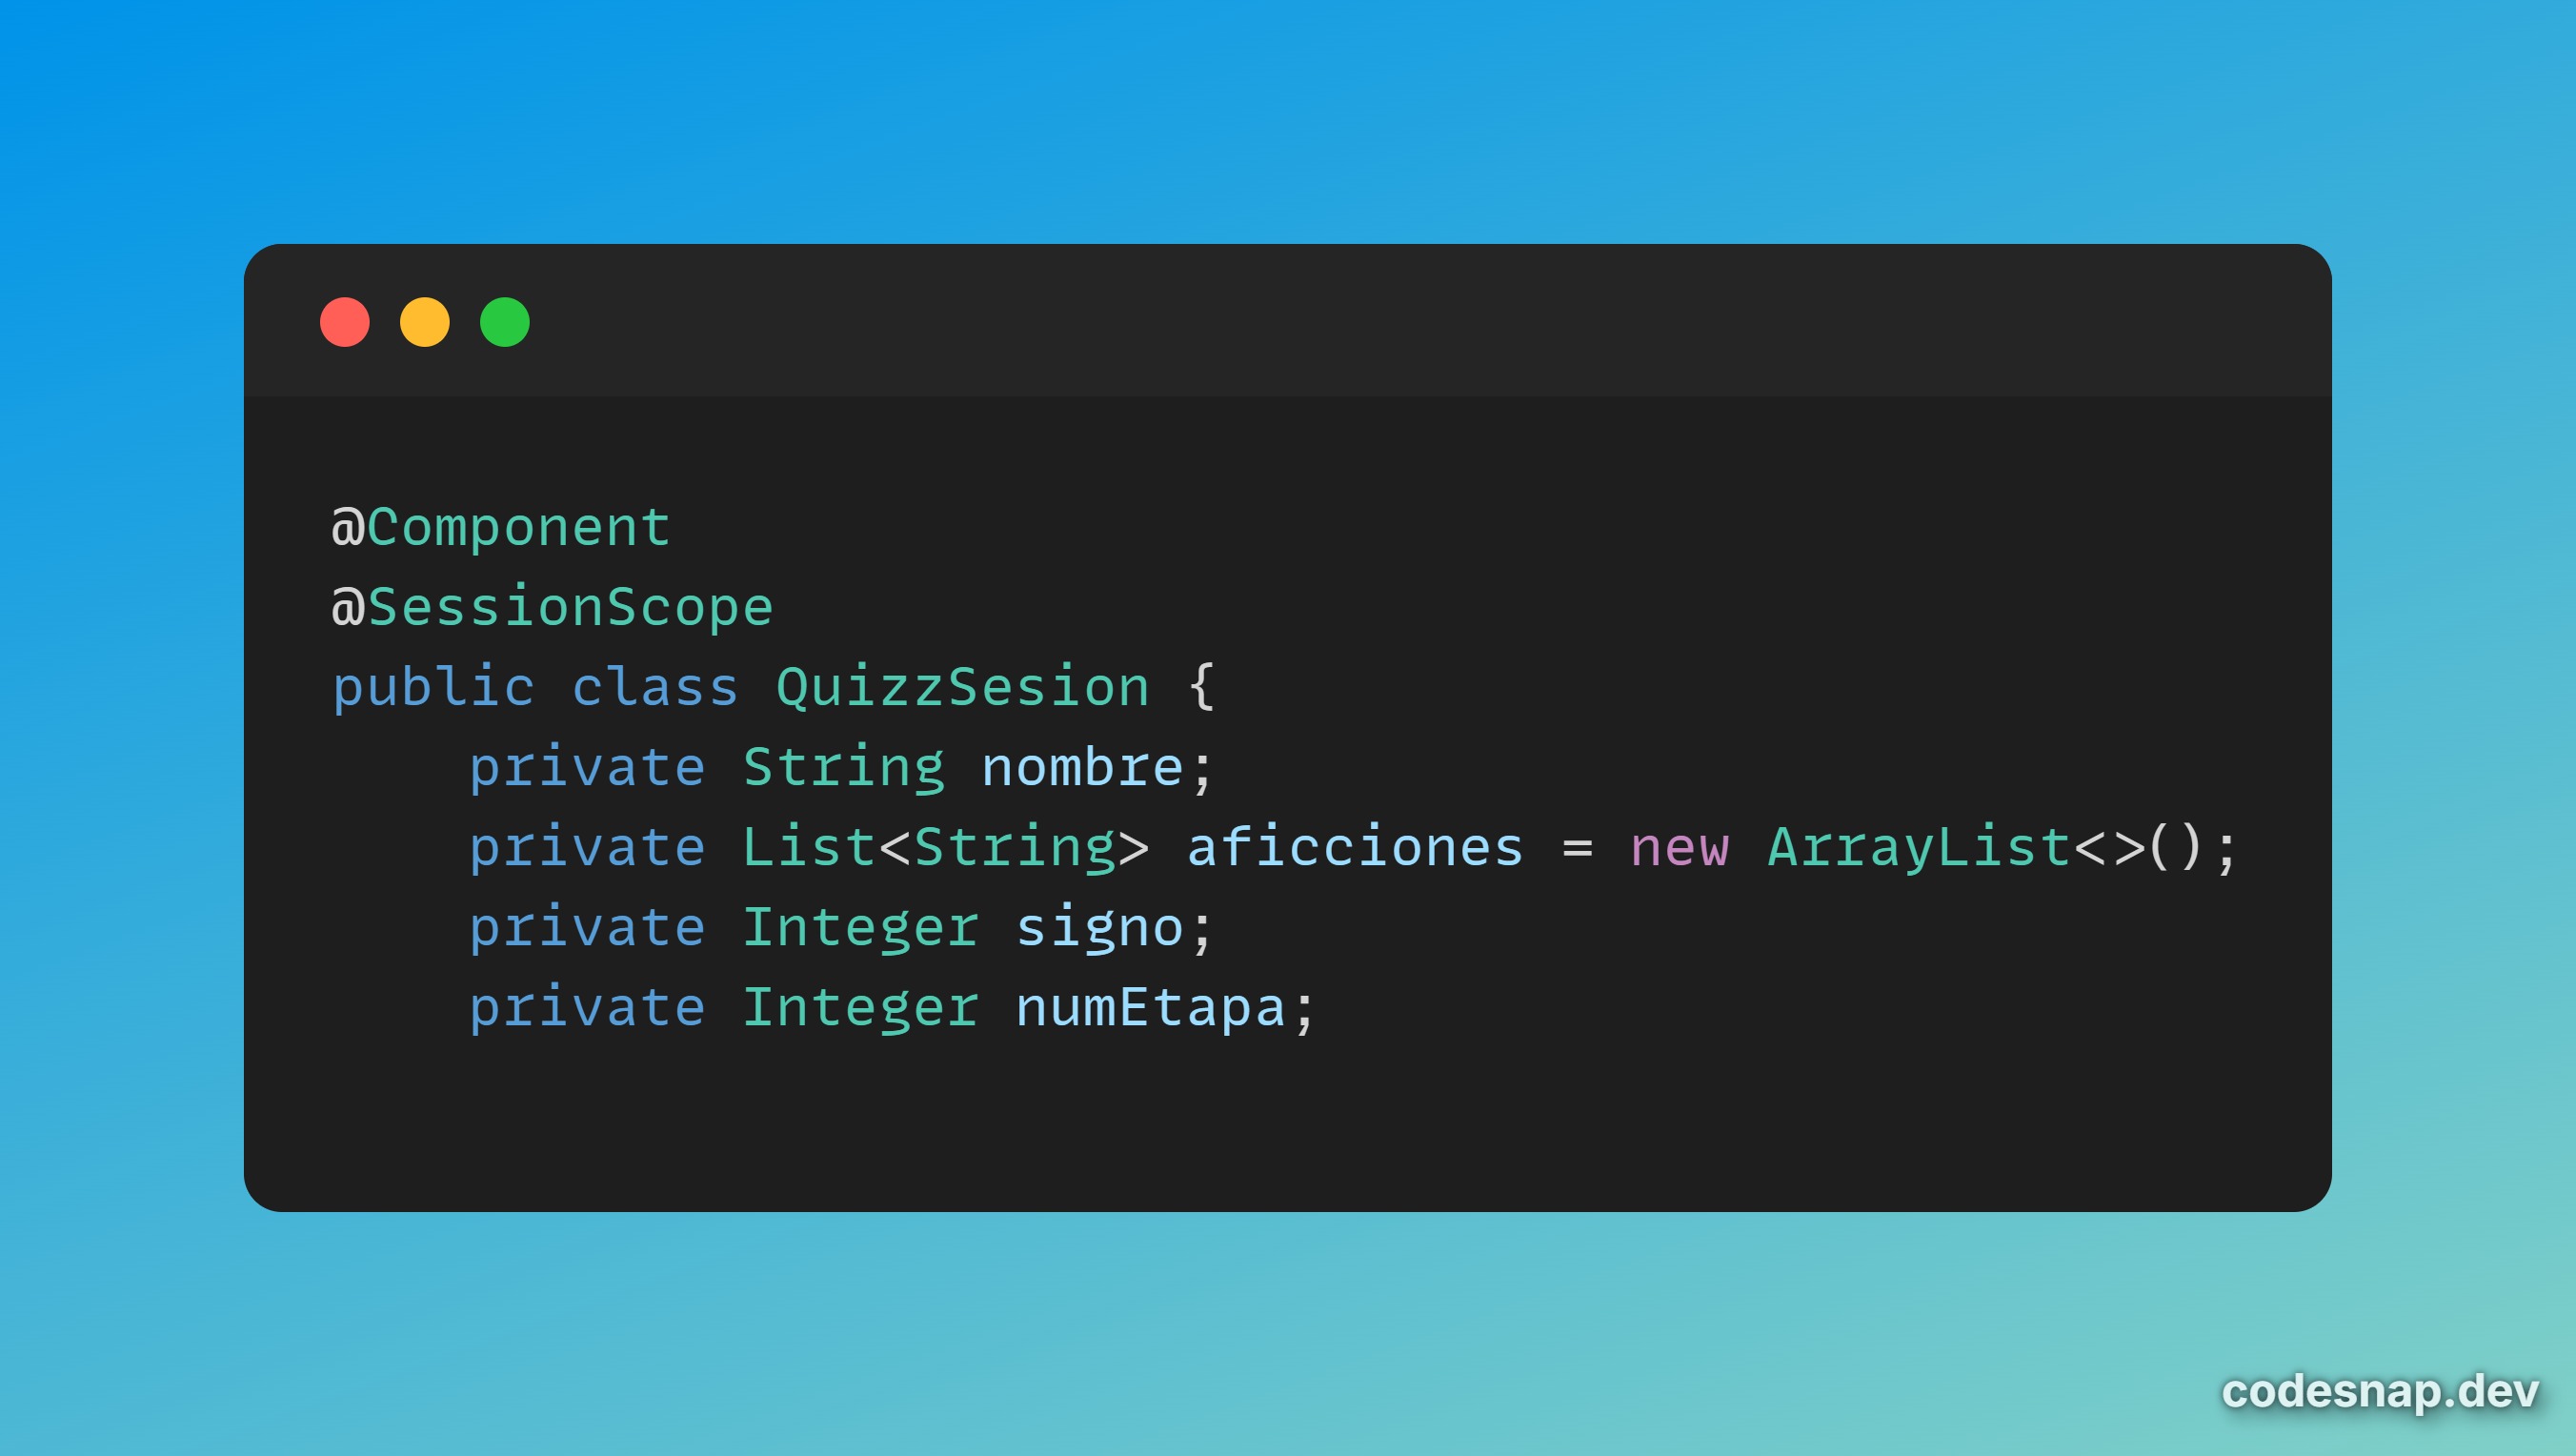 @Component
@SessionScope
public class QuizzSesion {
    private String nombre;
    private List<String> aficciones = new ArrayList<>();
    private Integer signo;
    private Integer numEtapa;
codesnap.dev